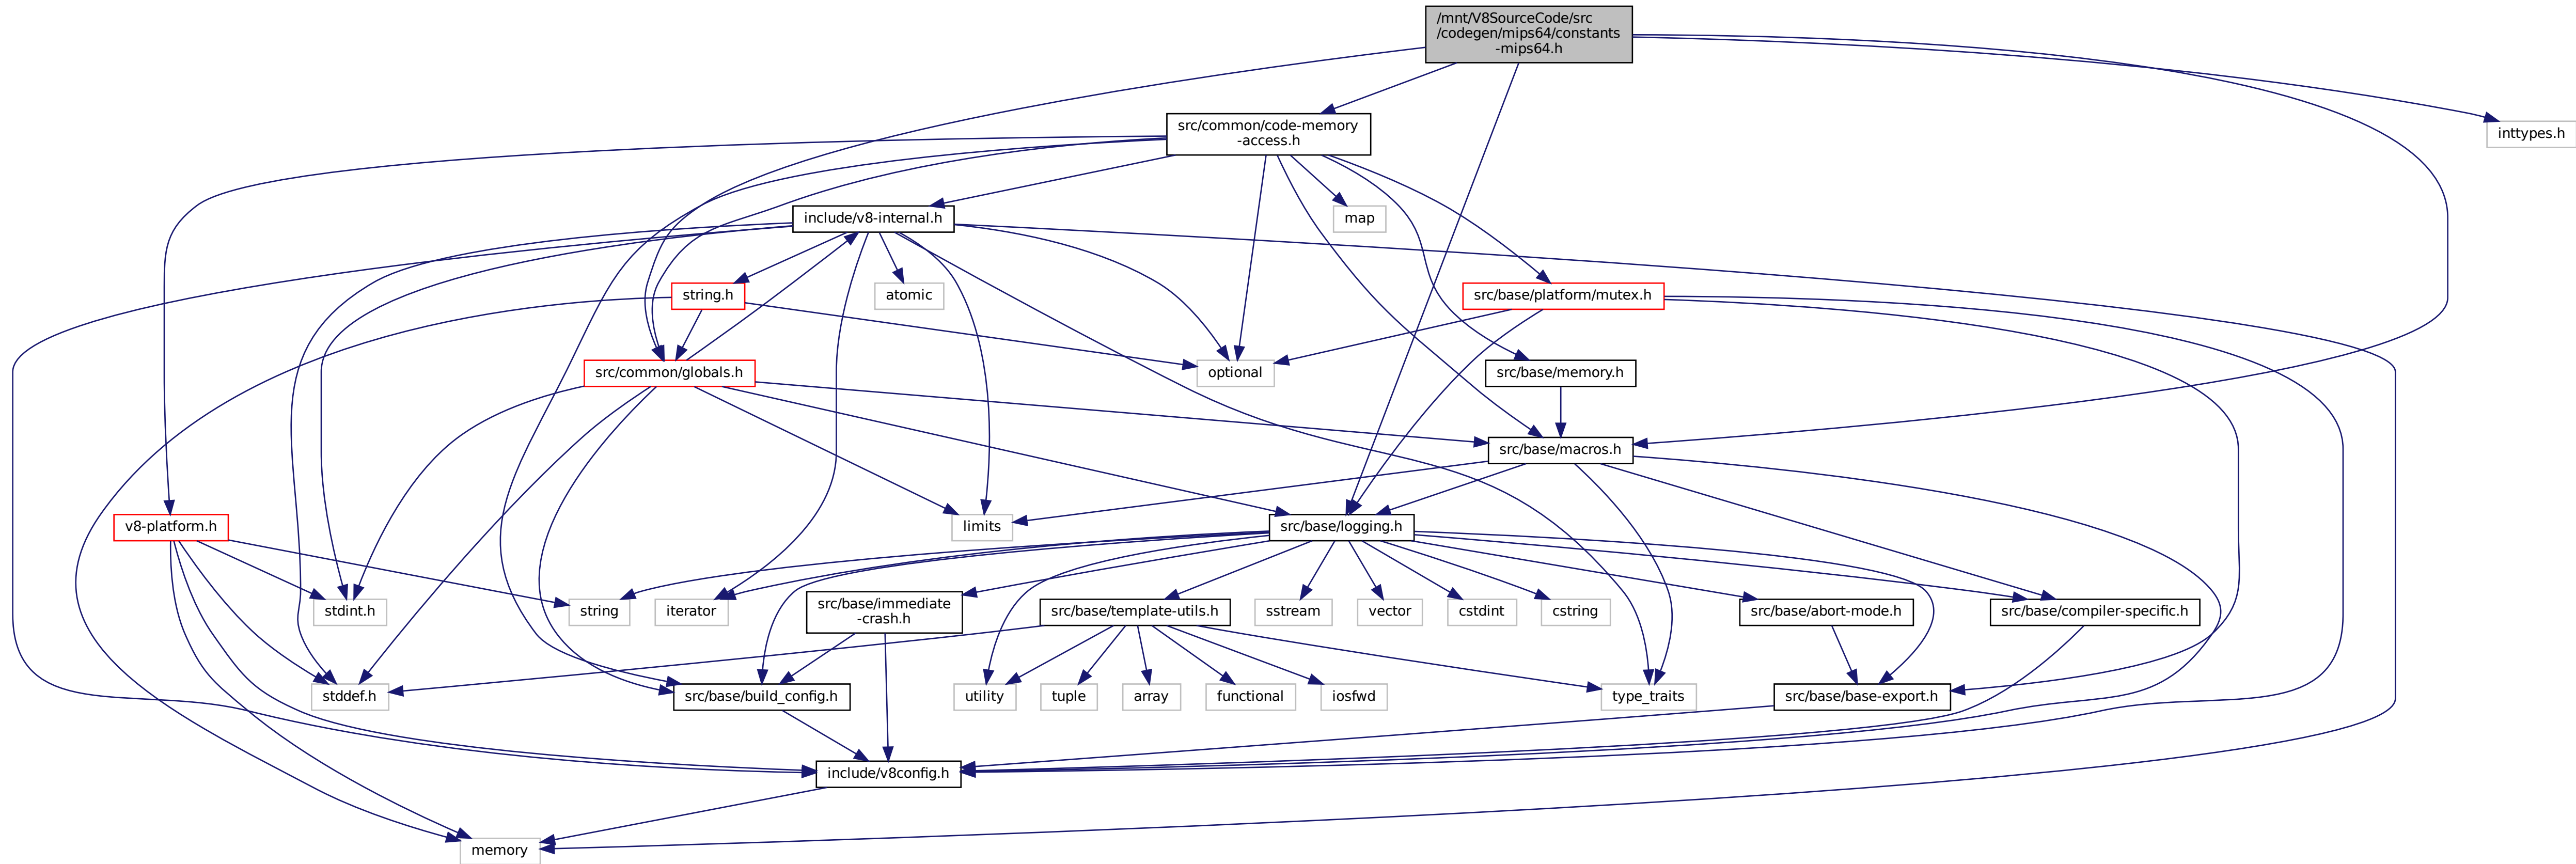 /mnt/V8SourceCode/src
/codegen/mips64/constants
-mips64.h
src/common/code-memory
-access.h
inttypes.h
include/v8-internal.h
map
string.h
atomic
src/base/platform/mutex.h
src/common/globals.h
optional
src/base/memory.h
src/base/macros.h
v8-platform.h
limits
src/base/logging.h
stdint.h
string
iterator
src/base/immediate
-crash.h
src/base/template-utils.h
sstream
vector
cstdint
cstring
src/base/abort-mode.h
src/base/compiler-specific.h
stddef.h
src/base/build_config.h
utility
tuple
array
functional
iosfwd
type_traits
src/base/base-export.h
include/v8config.h
memory